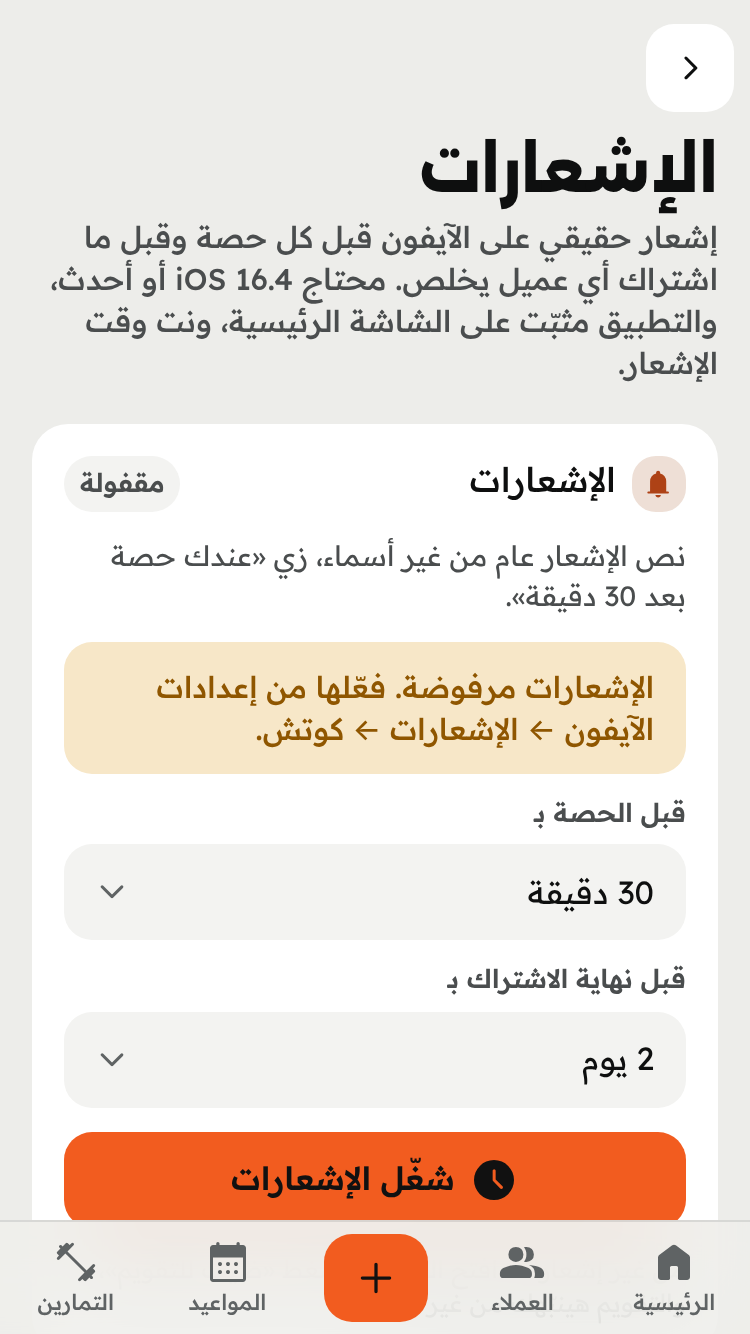 الإشعارات
إشعار حقيقي على الآيفون قبل كل حصة وقبل ما
اشتراك أي عميل يخلص. محتاج iOS 16.4 أو أحدث،
والتطبيق مثبّت على الشاشة الرئيسية، ونت وقت
الإشعار.
الإشعارات
مقفولة
نص الإشعار عام من غير أسماء، زي «عندك حصة
بعد 30 دقيقة».
الإشعارات مرفوضة. فعّلها من إعدادات
الآيفون ← الإشعارات ← كوتش.
قبل الحصة بـ
30 دقيقة
قبل نهاية الاشتراك بـ
2 يوم
شغّل الإشعارات
الرئيسية
العملاء
المواعيد
التمارين